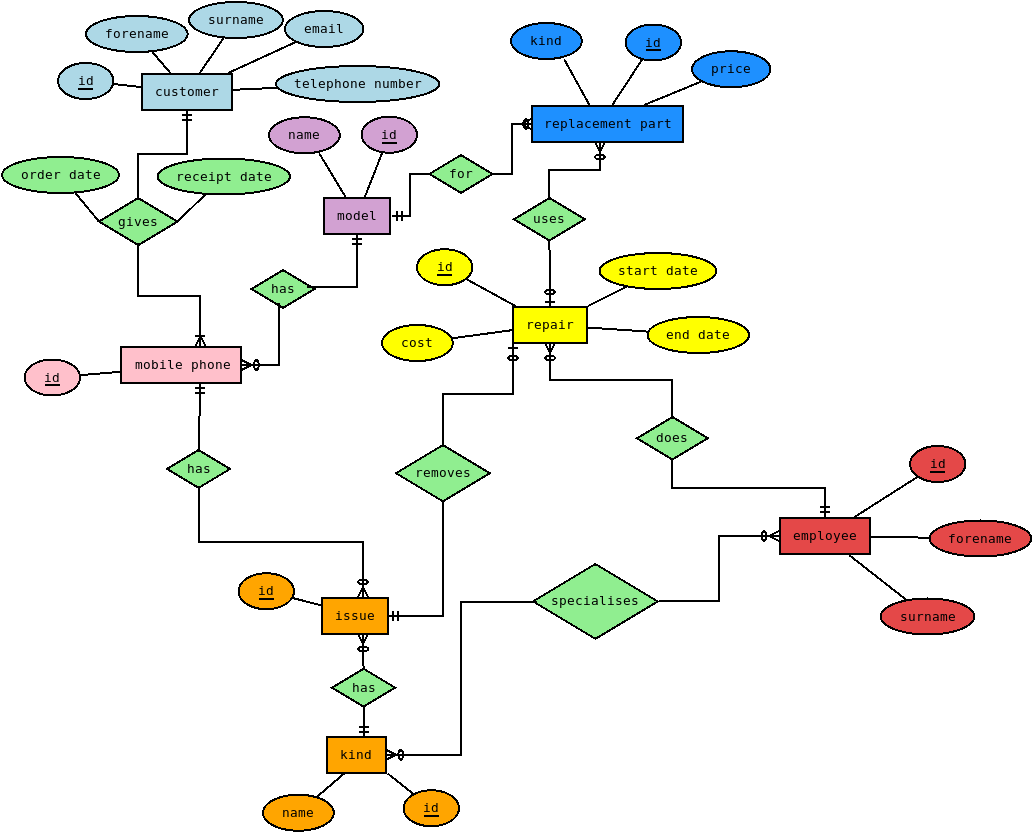 surname
email
forename
kind
id
id
price
customer
telephone number
replacement part
name
id
order date
receipt date
for
model
gives
uses
id
start date
has
repair
end date
cost
mobile phone
id
does
id
has
removes
employee
forename
id
specialises
issue
surname
has
kind
name
id